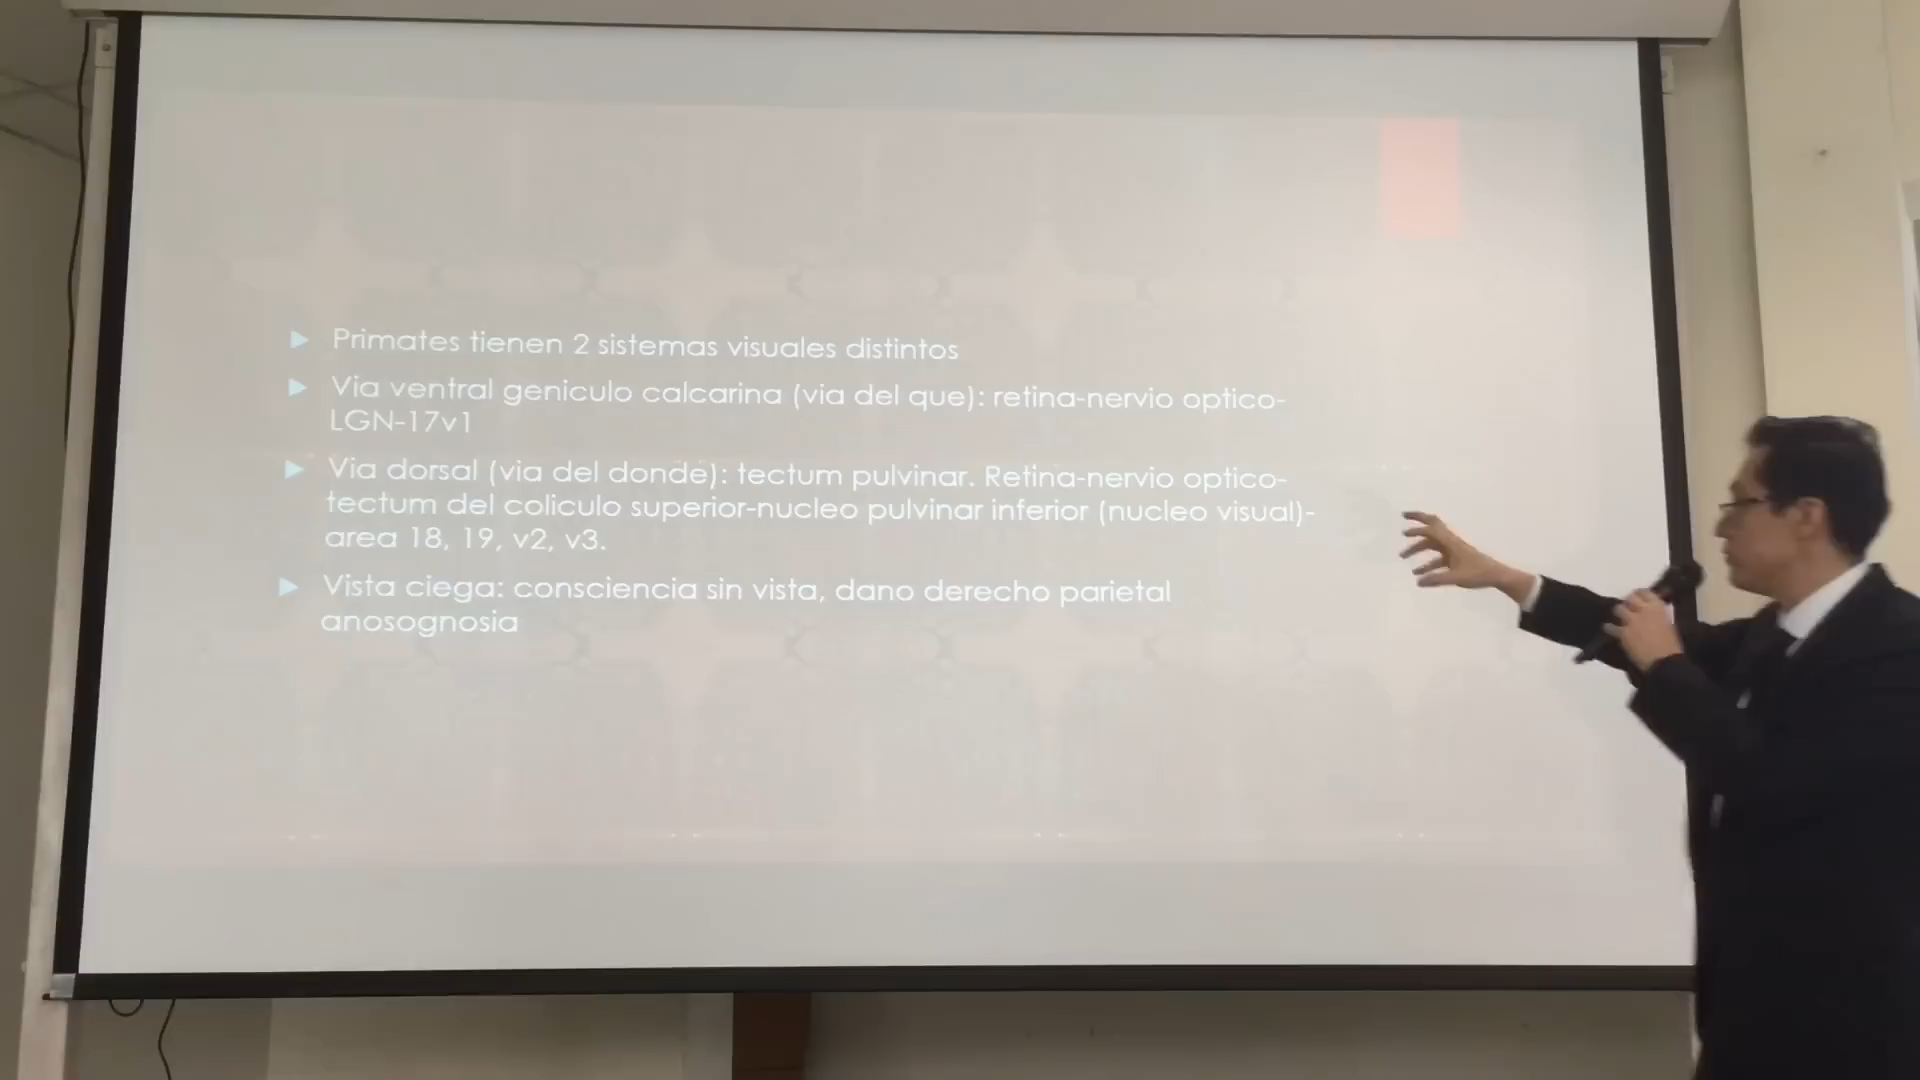 Primates tienen 2 sistemas visuales distintos
Via ventral geniculo calcarina (via del que): retina-nervio optico-
LGN-17v1
Via dorsal (via del donde): tectum pulvinar. Retina-nervio optico-
tectum del coliculo superior-nucleo pulvinar inferior (nucleo visual)-
area 18, 19, v2, v3.
Vista ciega: consciencia sin vista, dano derecho parietal
anosognosia